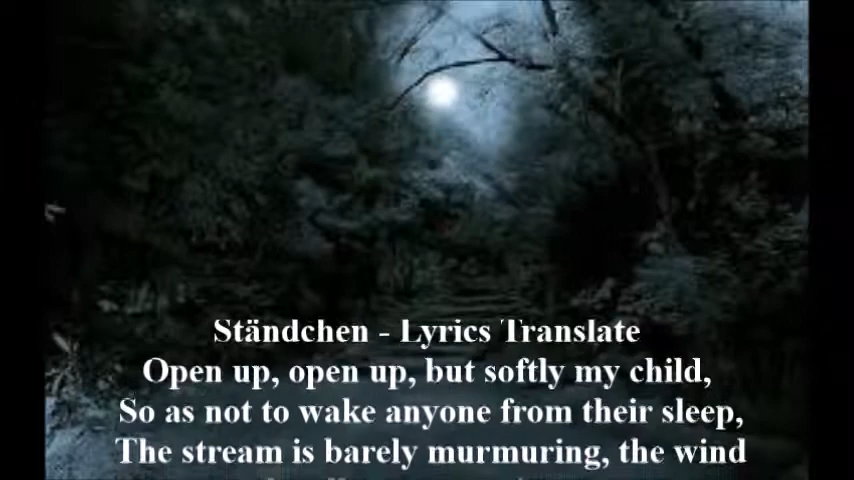 Ständchen - Lyrics Translate
Open up, open up, but softly my child,
So as not to wake anyone from their sleep,
The stream is barely murmuring, the wind